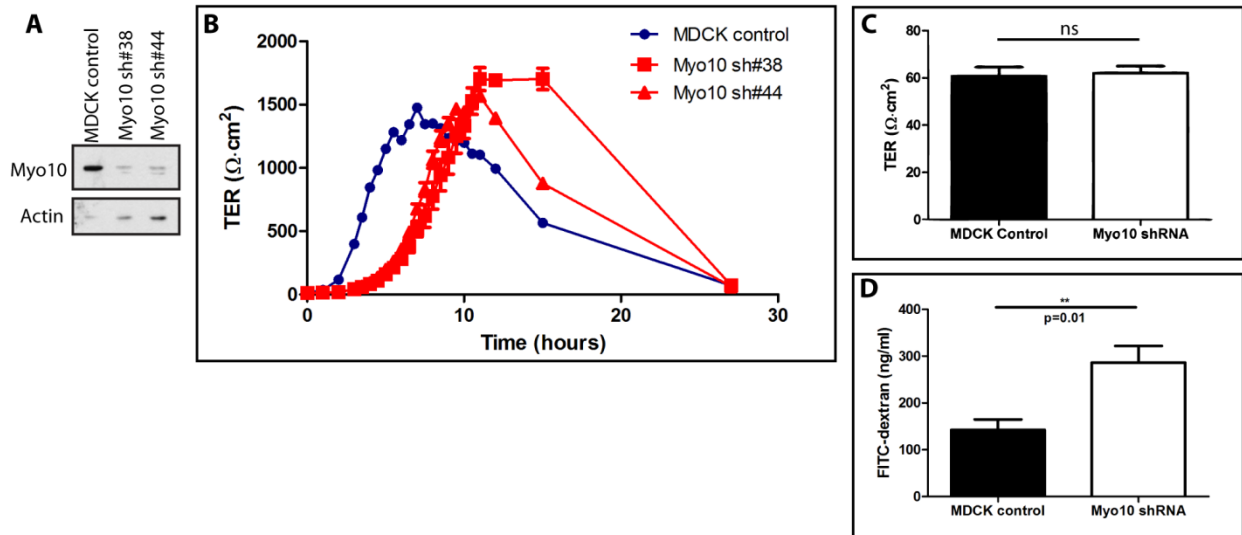 A
MDCK control
Myo10 sh#38
Myo10 sh#44
Myo10
Actin
B
TER (Ω·cm²)
2000
1500
1000
500
0
0 10 20 30
Time (hours)
MDCK control
Myo10 sh#38
Myo10 sh#44
C
ns
TER (Ω·cm²)
80
60
40
20
0
MDCK Control Myo10 shRNA
D
**
p=0.01
FITC-dextran (ng/ml)
400
300
200
100
0
MDCK control Myo10 shRNA